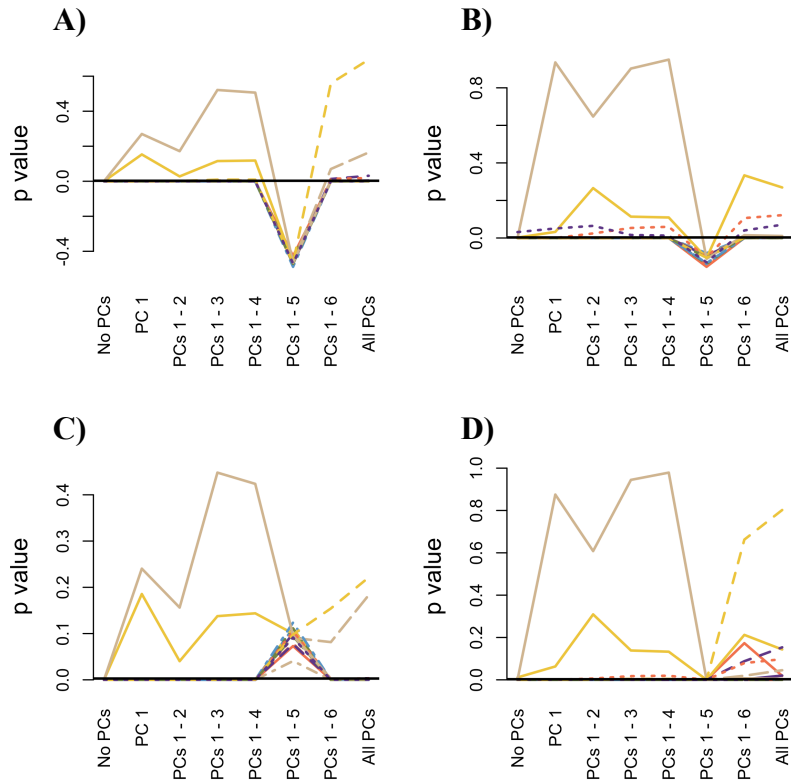 A)
p value
-0.4
0.0
0.4
No PCs
PC 1
PCs 1 - 2
PCs 1 - 3
PCs 1 - 4
PCs 1 - 5
PCs 1 - 6
All PCs
B)
p value
0.0
0.4
0.8
No PCs
PC 1
PCs 1 - 2
PCs 1 - 3
PCs 1 - 4
PCs 1 - 5
PCs 1 - 6
All PCs
C)
p value
0.0
0.1
0.2
0.3
0.4
No PCs
PC 1
PCs 1 - 2
PCs 1 - 3
PCs 1 - 4
PCs 1 - 5
PCs 1 - 6
All PCs
D)
p value
0.0
0.2
0.4
0.6
0.8
1.0
No PCs
PC 1
PCs 1 - 2
PCs 1 - 3
PCs 1 - 4
PCs 1 - 5
PCs 1 - 6
All PCs